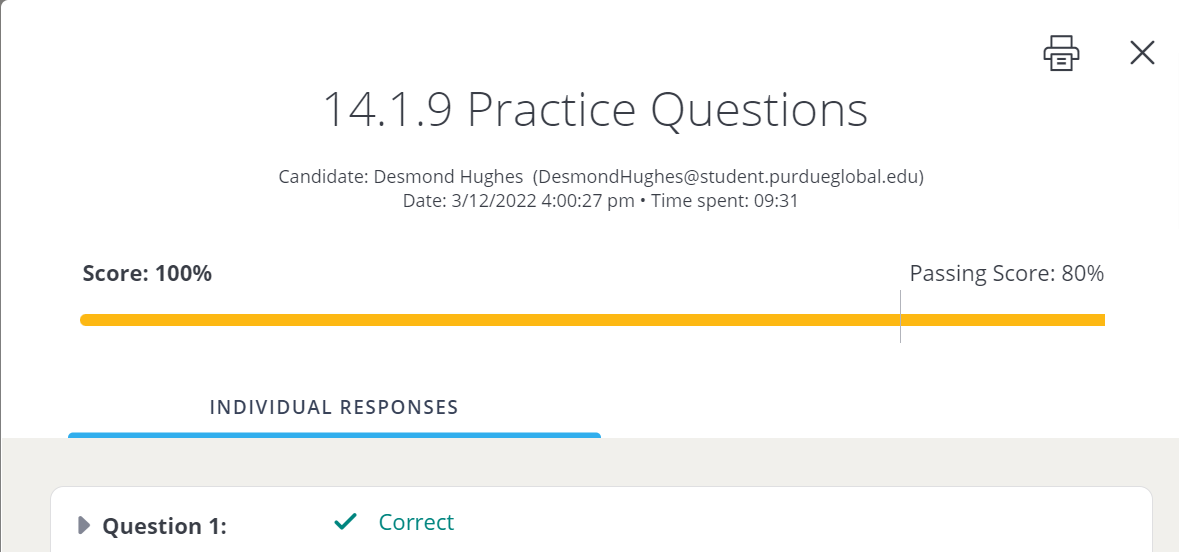 14.1.9 Practice Questions
Candidate: Desmond Hughes (DesmondHughes@student.purdueglobal.edu)
Date: 3/12/2022 4:00:27 pm • Time spent: 09:31
Score: 100%
Passing Score: 80%
INDIVIDUAL RESPONSES
Question 1: Correct